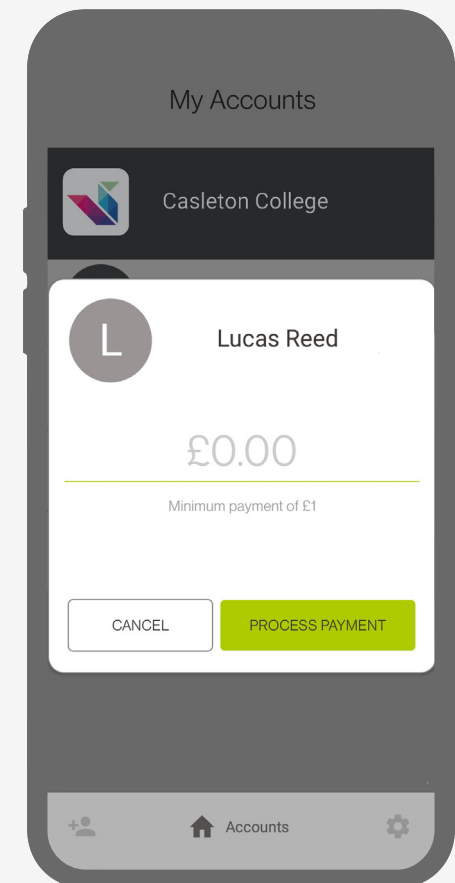 My Accounts
Casleton College
L
Lucas Reed
£0.00
Minimum payment of £1
CANCEL
PROCESS PAYMENT
Accounts